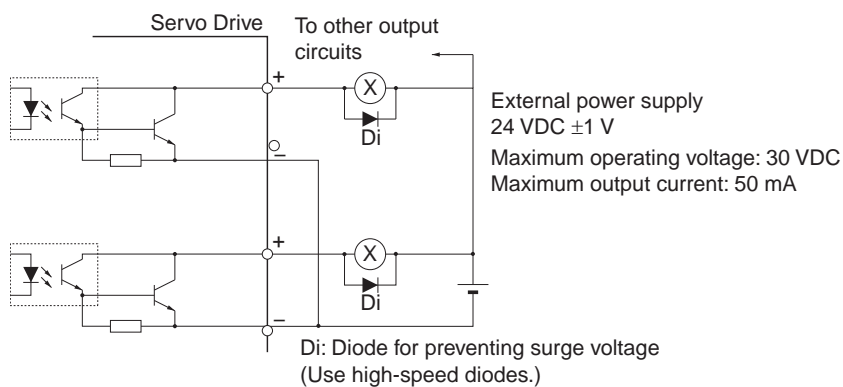 Servo Drive
To other output
circuits
+
X
Di
−
External power supply
24 VDC ±1 V
Maximum operating voltage: 30 VDC
Maximum output current: 50 mA
+
X
Di
−
Di: Diode for preventing surge voltage
(Use high-speed diodes.)